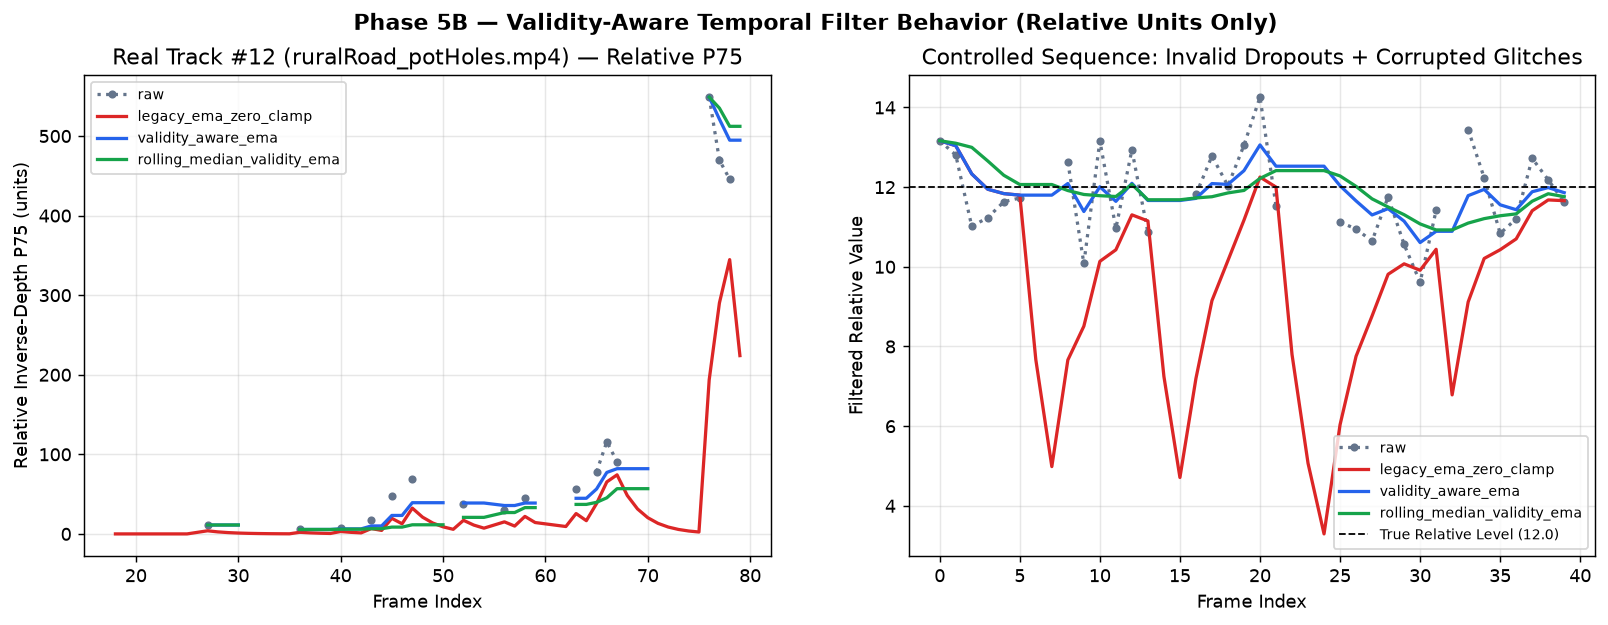 Phase 5B — Validity-Aware Temporal Filter Behavior (Relative Units Only)
Real Track #12 (ruralRoad_potHoles.mp4) — Relative P75
Relative Inverse-Depth P75 (units)
500
400
300
200
100
0
raw
legacy_ema_zero_clamp
validity_aware_ema
rolling_median_validity_ema
20 30 40 50 60 70 80
Frame Index
Controlled Sequence: Invalid Dropouts + Corrupted Glitches
Filtered Relative Value
14
12
10
8
6
4
raw
legacy_ema_zero_clamp
validity_aware_ema
rolling_median_validity_ema
True Relative Level (12.0)
0 5 10 15 20 25 30 35 40
Frame Index